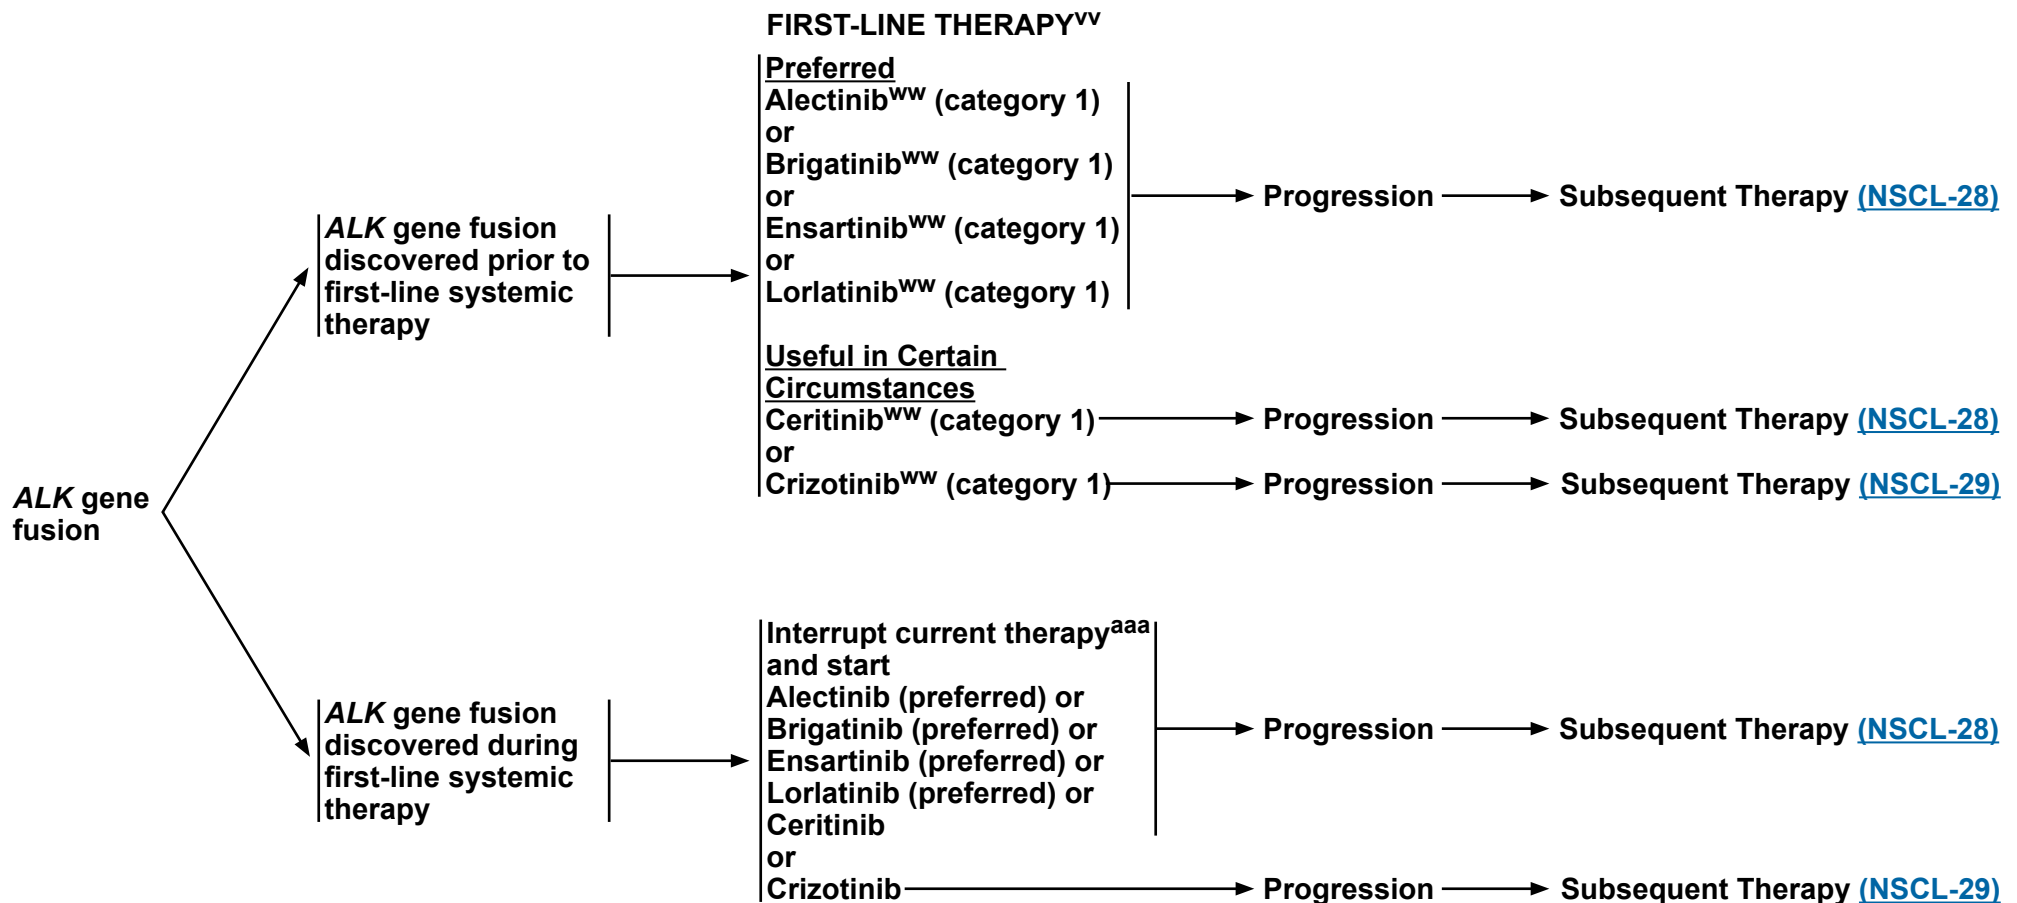 FIRST-LINE THERAPYvv
Preferred
Alectinibww (category 1)
or
Brigatinibww (category 1)
or
Ensartinibww (category 1)
or
Lorlatinibww (category 1)
Progression
Subsequent Therapy (NSCL-28)
ALK gene fusion
discovered prior to
first-line systemic
therapy
Useful in Certain
Circumstances
Ceritinibww (category 1)
Progression
Subsequent Therapy (NSCL-28)
or
Crizotinibww (category 1)
Progression
Subsequent Therapy (NSCL-29)
ALK gene
fusion
ALK gene fusion
discovered during
first-line systemic
therapy
Interrupt current therapyaaa
and start
Alectinib (preferred) or
Brigatinib (preferred) or
Ensartinib (preferred) or
Lorlatinib (preferred) or
Ceritinib
Progression
Subsequent Therapy (NSCL-28)
or
Crizotinib
Progression
Subsequent Therapy (NSCL-29)